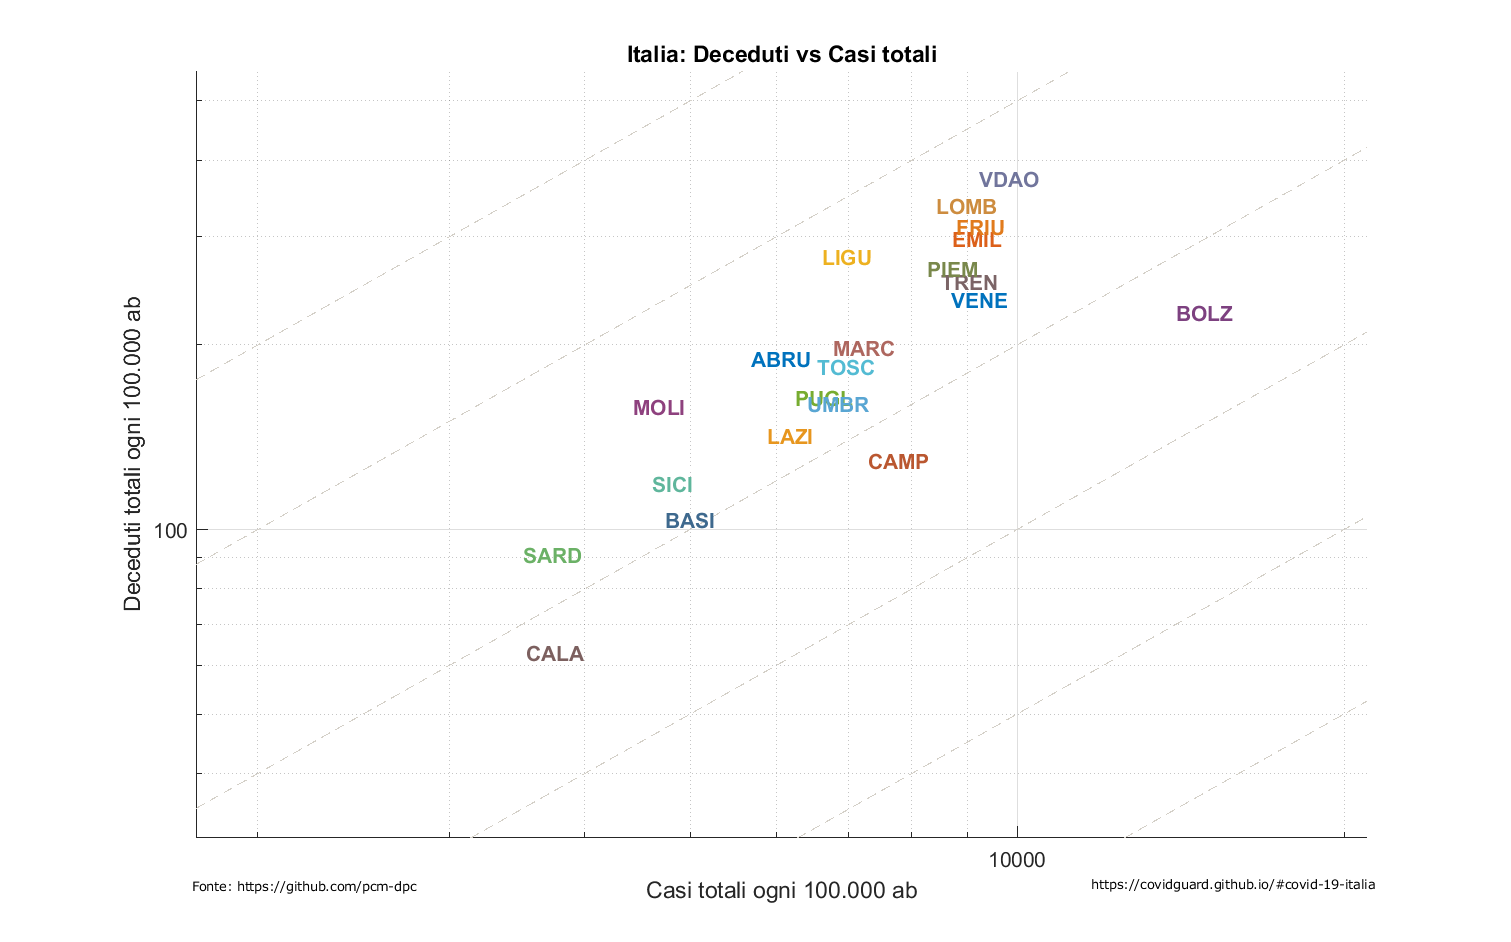 Italia: Deceduti vs Casi totali
VDAO
LOMB
FRIU
EMIL
LIGU
PIEM
TREN
VENE
BOLZ
MARC
ABRU
TOSC
PUGL
UMBR
MOLI
LAZI
CAMP
SICI
BASI
SARD
CALA
Deceduti totali ogni 100.000 ab
100
10000
Casi totali ogni 100.000 ab
Fonte: https://github.com/pcm-dpc
https://covidguard.github.io/#covid-19-italia